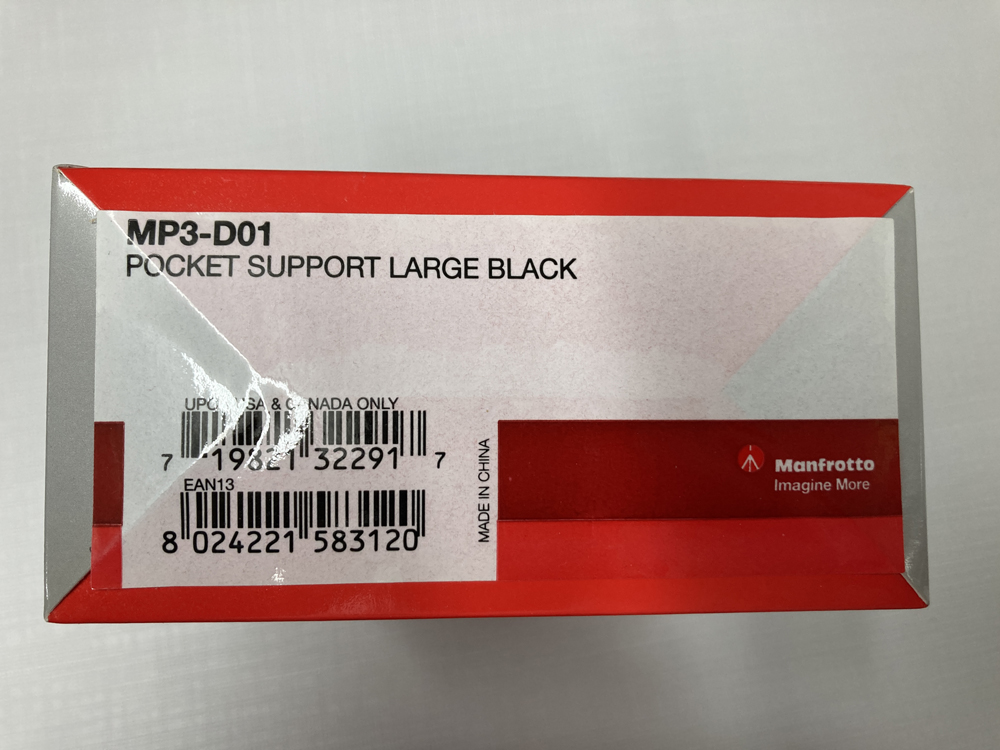 MP3-D01
POCKET SUPPORT LARGE BLACK
UPC USA & CANADA ONLY
7 19821 32291 7
EAN13
8 024221 583120
MADE IN CHINA
Manfrotto
Imagine More